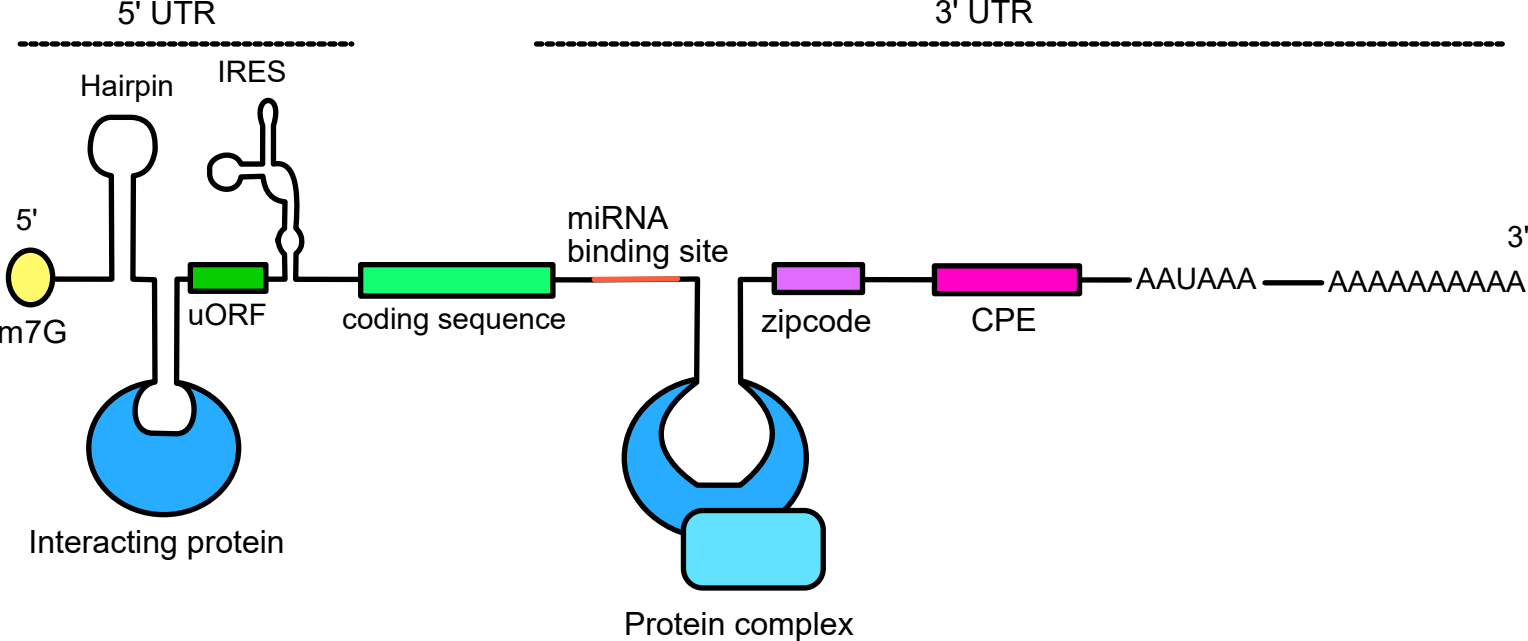 5' UTR
3' UTR
Hairpin
IRES
5'
miRNA
binding site
3'
AAUAAA
AAAAAAAAAA
m7G
uORF
coding sequence
zipcode
CPE
Interacting protein
Protein complex